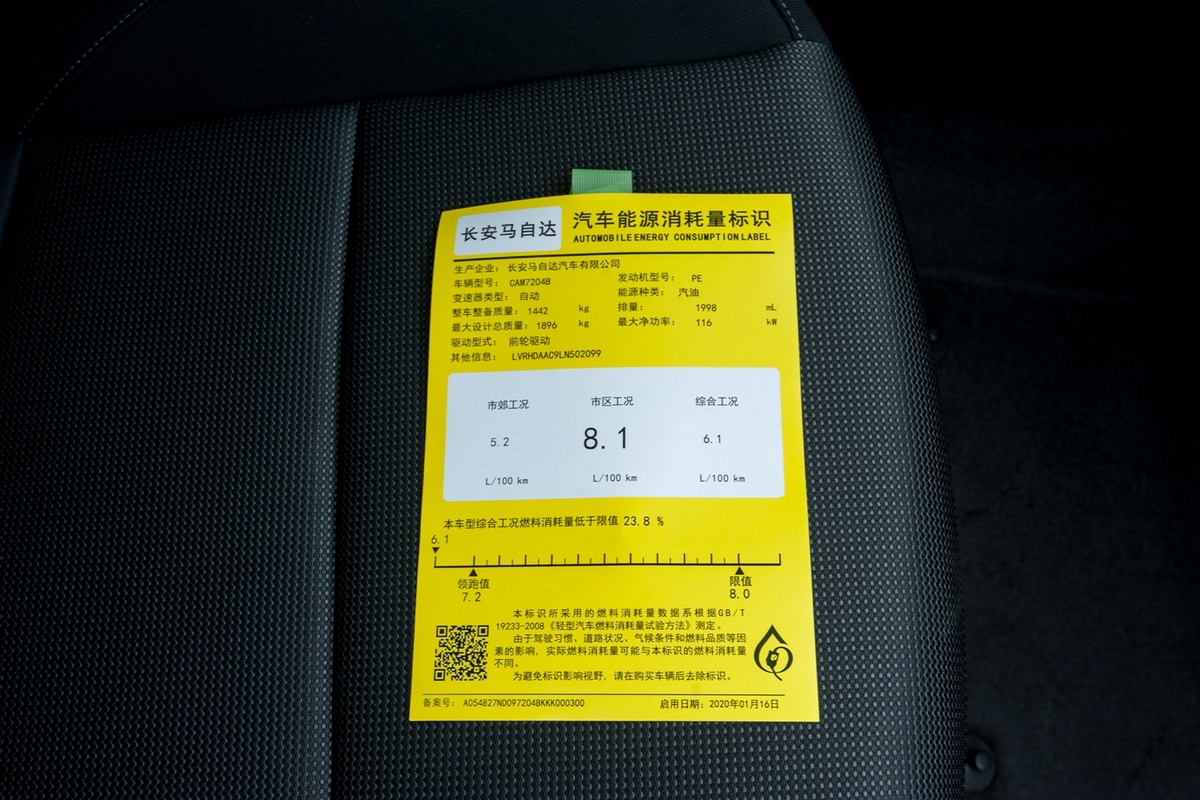 长安马自达
汽车能源消耗量标识
AUTOMOBILE ENERGY CONSUMPTION LABEL
生产企业: 长安马自达汽车有限公司
车辆型号: CAM7204B 发动机型号: PE
变速器类型: 自动 能源种类: 汽油
整车整备质量: 1442 kg 排量: 1998 mL
最大设计总质量: 1896 kg 最大净功率: 116 kW
驱动型式: 前轮驱动
其他信息: LVRHDAAC9LN502099
市郊工况 市区工况 综合工况
5.2 8.1 6.1
L/100 km L/100 km L/100 km
本车型综合工况燃料消耗量低于限值 23.8 %
6.1
领跑值 限值
7.2 8.0
本标识所采用的燃料消耗量数据系根据GB/T
19233-2008《轻型汽车燃料消耗量试验方法》测定。
由于驾驶习惯、道路状况、气候条件和燃料品质等因
素的影响，实际燃料消耗量可能与本标识的燃料消耗量
不同。
为避免标识影响视野，请在购买车辆后去除标识。
备案号: A054827ND097204BKKK000300 启用日期: 2020年01月16日